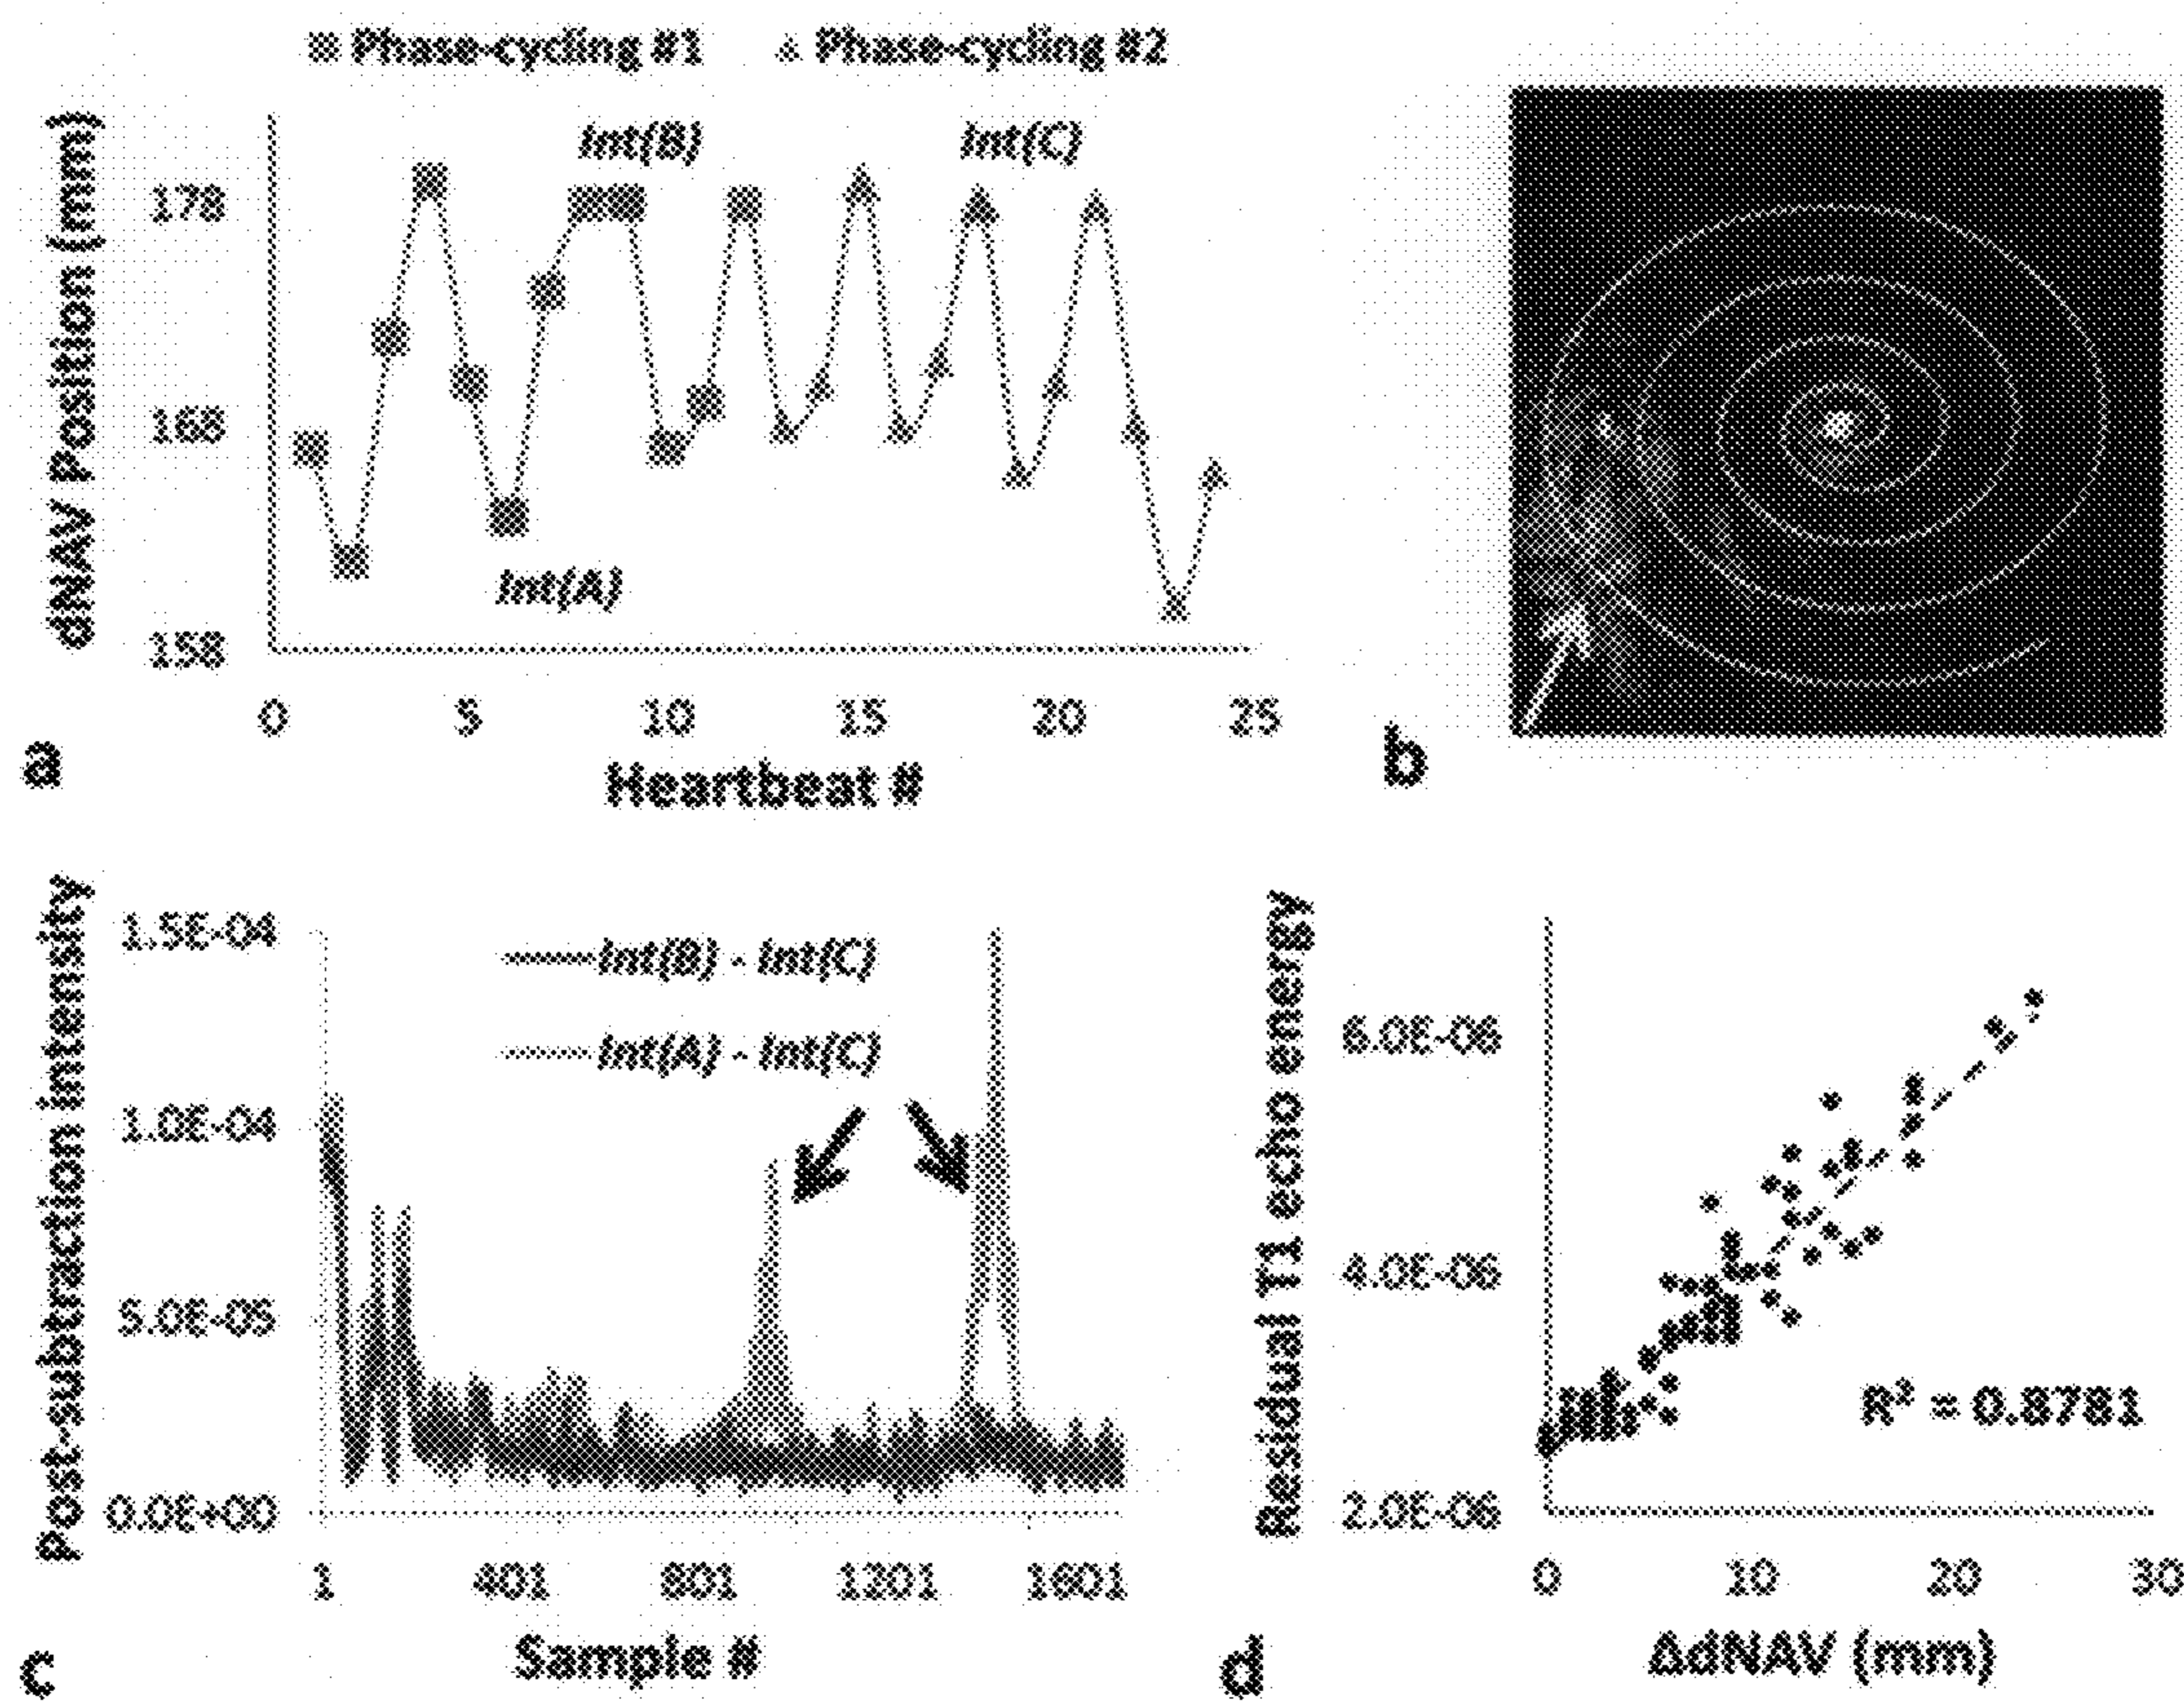 Phase-cycling #1 Phase-cycling #2
Int(B) Int(C)
dNAV Position (mm)
178
168
158
Int(A)
0 5 10 15 20 25
Heartbeat #
a
b
Post-subtraction intensity
1.5E-04
1.0E-04
5.0E-05
0.0E+00
Int(B) - Int(C)
Int(A) - Int(C)
1 401 801 1201 1601
Sample #
c
Residual T1 echo energy
6.0E-06
4.0E-06
2.0E-06
R² = 0.8781
0 10 20 30
ΔdNAV (mm)
d